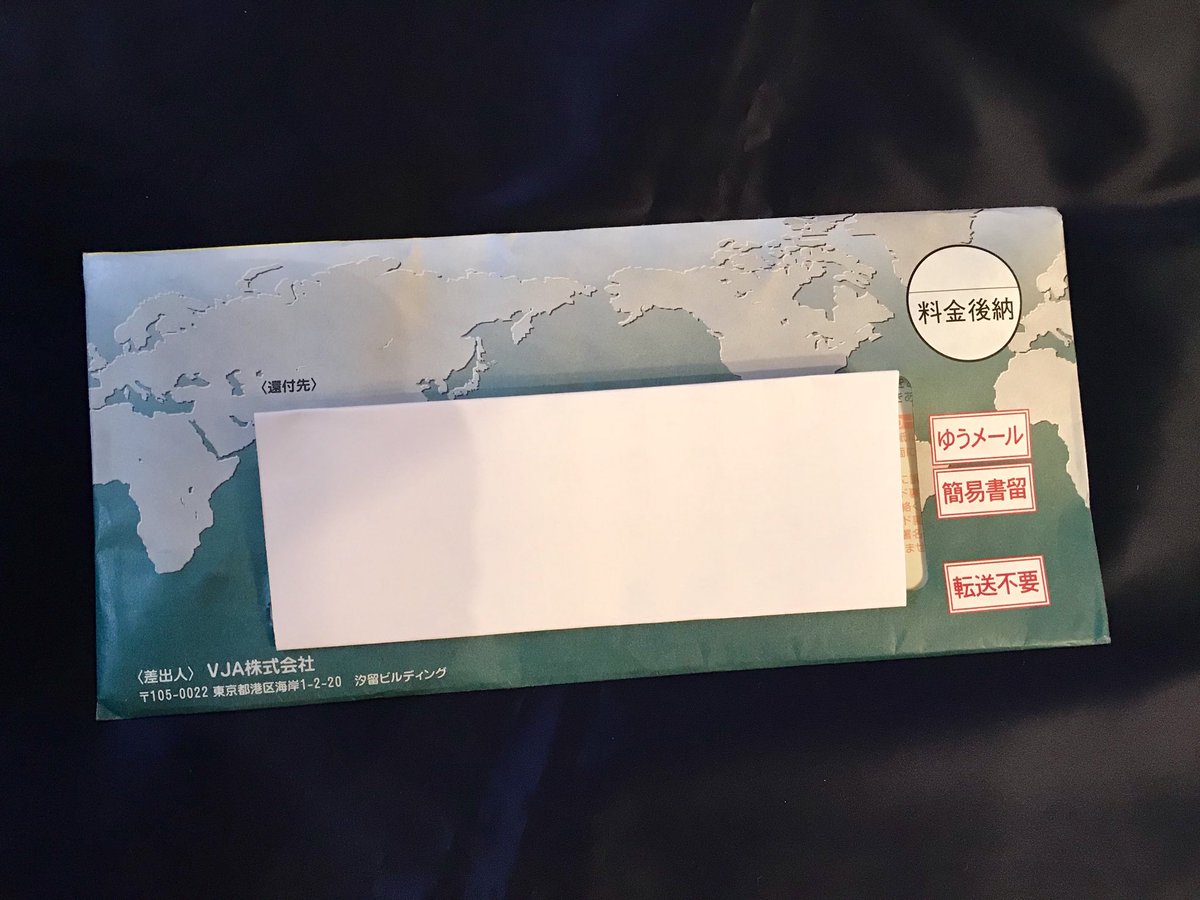 料金後納
〈還付先〉
ゆうメール
簡易書留
転送不要
〈差出人〉 VJA株式会社
〒105-0022 東京都港区海岸1-2-20 汐留ビルディング